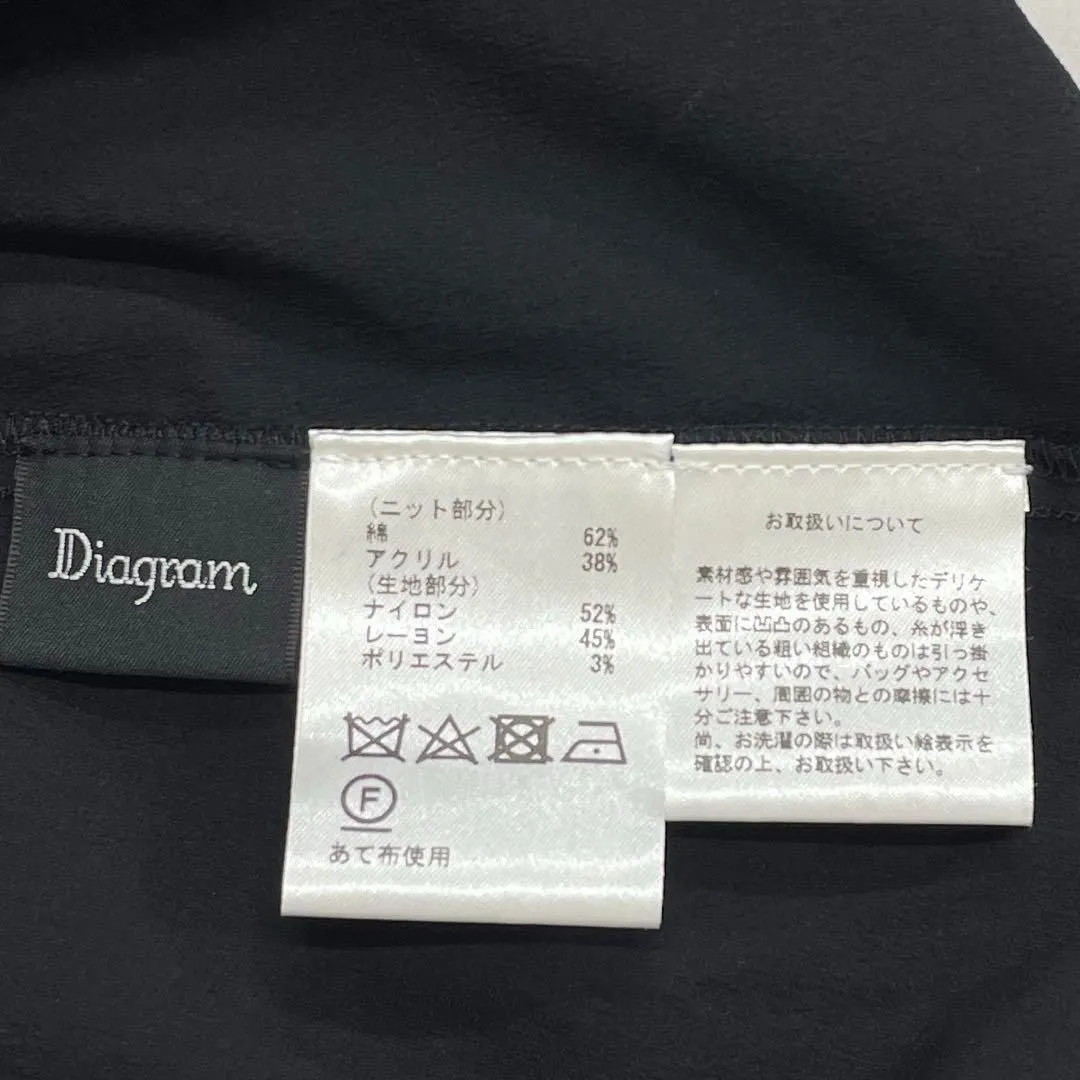 Diagram
(ニット部分)
綿 62%
アクリル 38%
(生地部分)
ナイロン 52%
レーヨン 45%
ポリエステル 3%
F
あて布使用
お取扱いについて
素材感や雰囲気を重視したデリケ
ートな生地を使用しているものや、
表面に凹凸のあるもの、糸が浮き
出ている粗い組織のものは引っ掛
かりやすいので、バッグやアクセ
サリー、周囲の物との摩擦には十
分ご注意下さい。
尚、お洗濯の際は取扱い絵表示を
確認の上、お取扱い下さい。